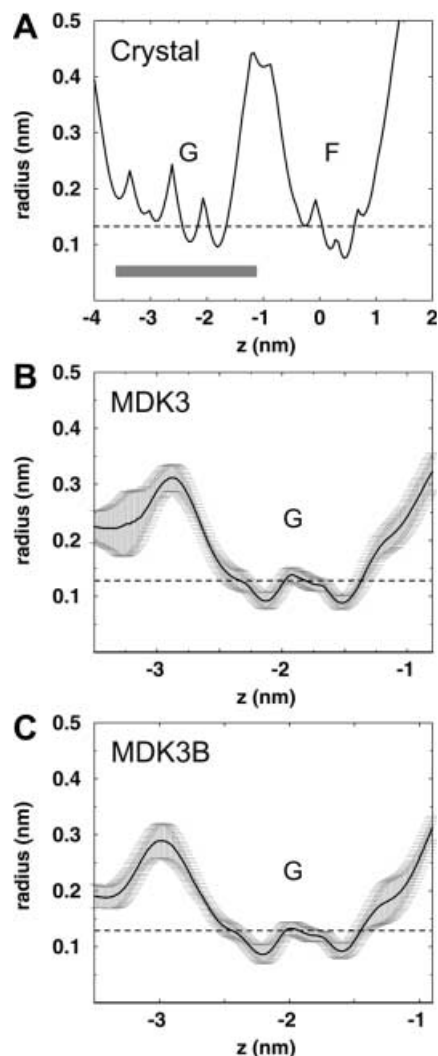 A
Crystal
G
F
radius (nm)
0.5
0.4
0.3
0.2
0.1
-4 -3 -2 -1 0 1 2
z (nm)
B
MDK3
G
radius (nm)
0.5
0.4
0.3
0.2
0.1
-3 -2 -1
z (nm)
C
MDK3B
G
radius (nm)
0.5
0.4
0.3
0.2
0.1
-3 -2 -1
z (nm)